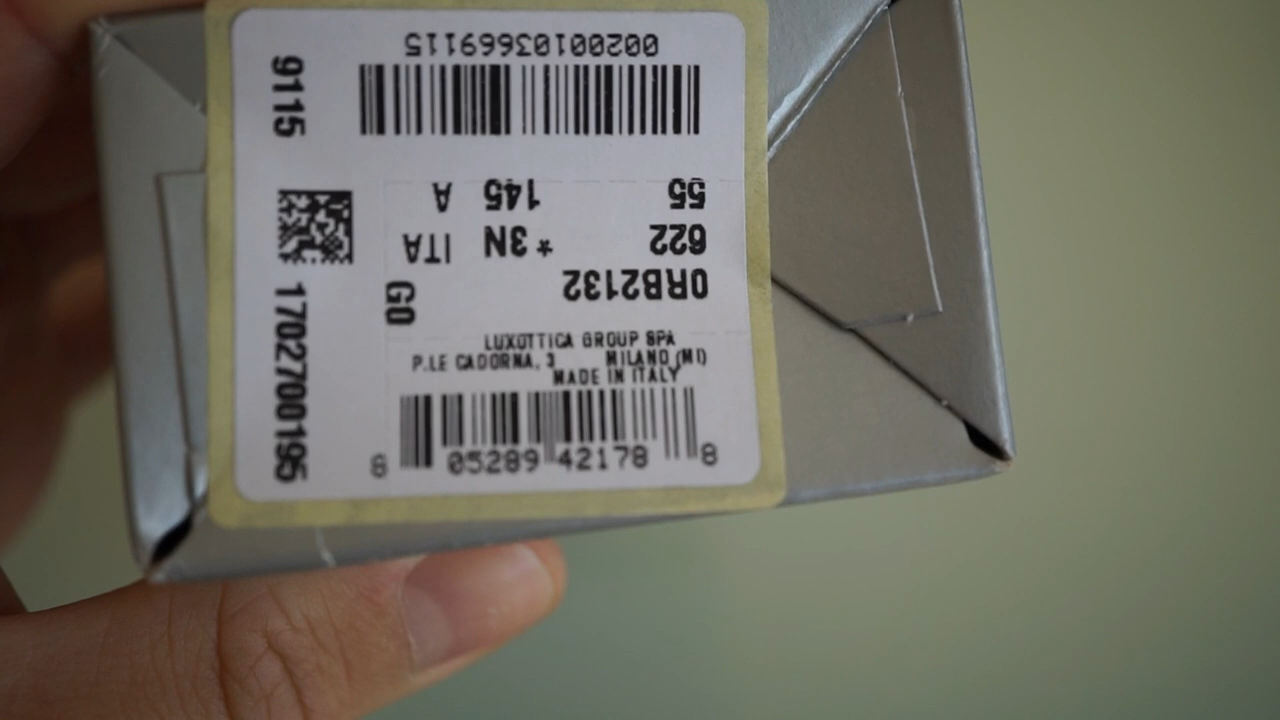 00200103669115
9115
55 145 A
622 * 3N ITA
0RB2132
G0
1702700195
LUXOTTICA GROUP SPA
P.LE CADORNA, 3 MILANO (MI)
MADE IN ITALY
8 05289 42178 8